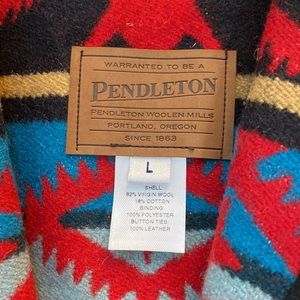 WARRANTED TO BE A
PENDLETON
PENDLETON WOOLEN MILLS
PORTLAND, OREGON
SINCE 1863
L
SHELL:
82% VIRGIN WOOL
18% COTTON
BINDING:
100% POLYESTER
BUTTON TIES:
100% LEATHER